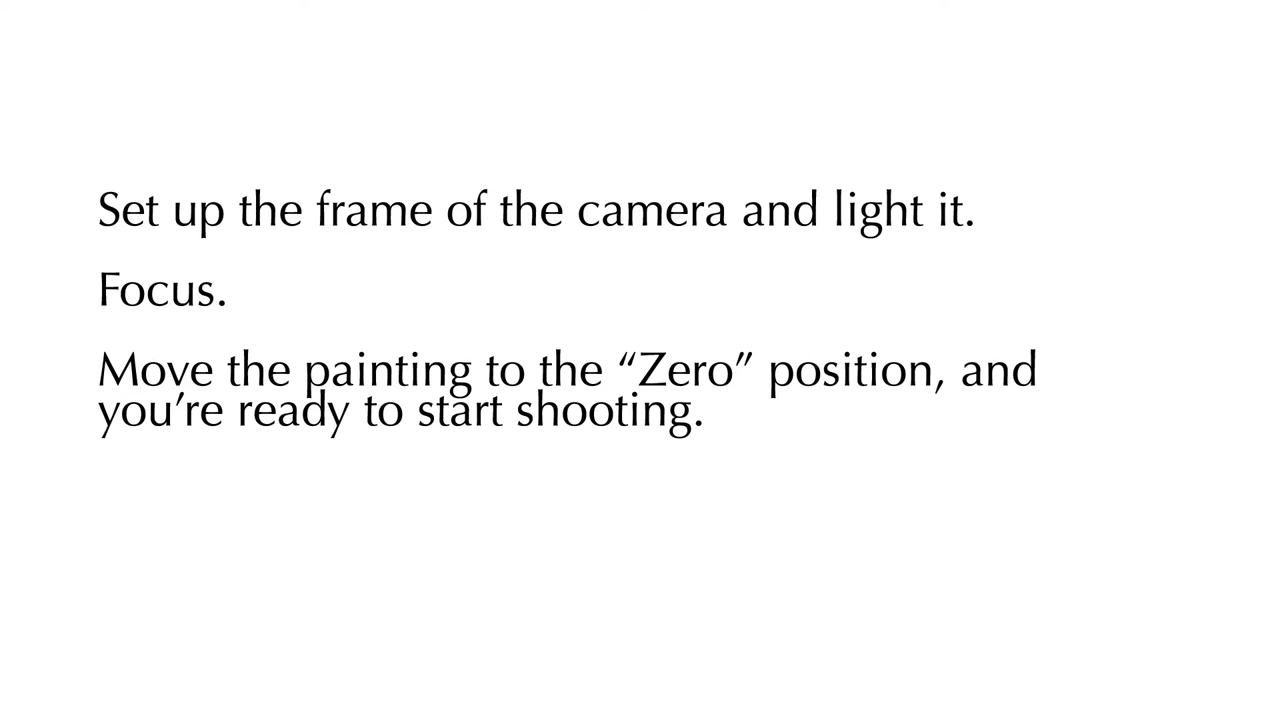 Set up the frame of the camera and light it.
Focus.
Move the painting to the “Zero” position, and
you’re ready to start shooting.